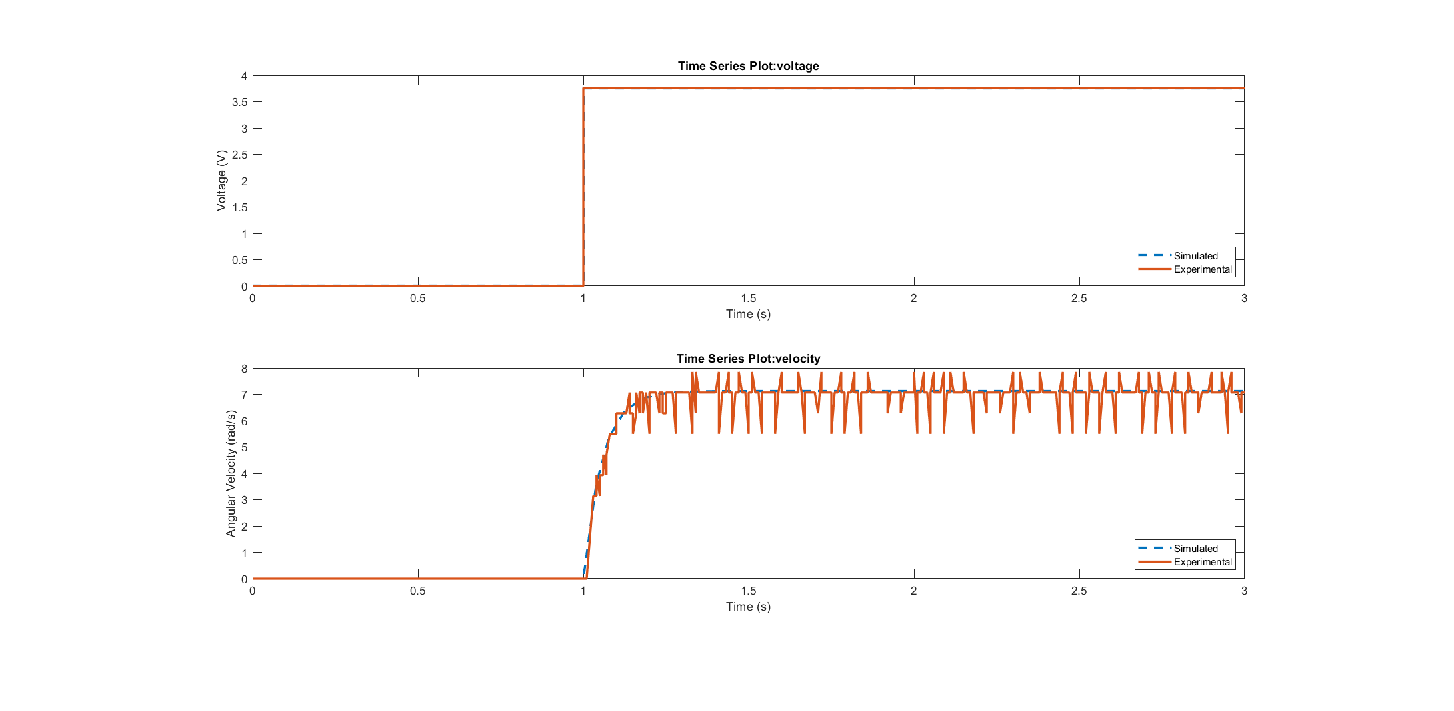 Time Series Plot:voltage
4
3.5
3
2.5
2
1.5
1
0.5
0
Voltage (V)
0 0.5 1 1.5 2 2.5 3
Time (s)
Simulated
Experimental
Time Series Plot:velocity
8
7
6
5
4
3
2
1
0
Angular Velocity (rad/s)
0 0.5 1 1.5 2 2.5 3
Time (s)
Simulated
Experimental